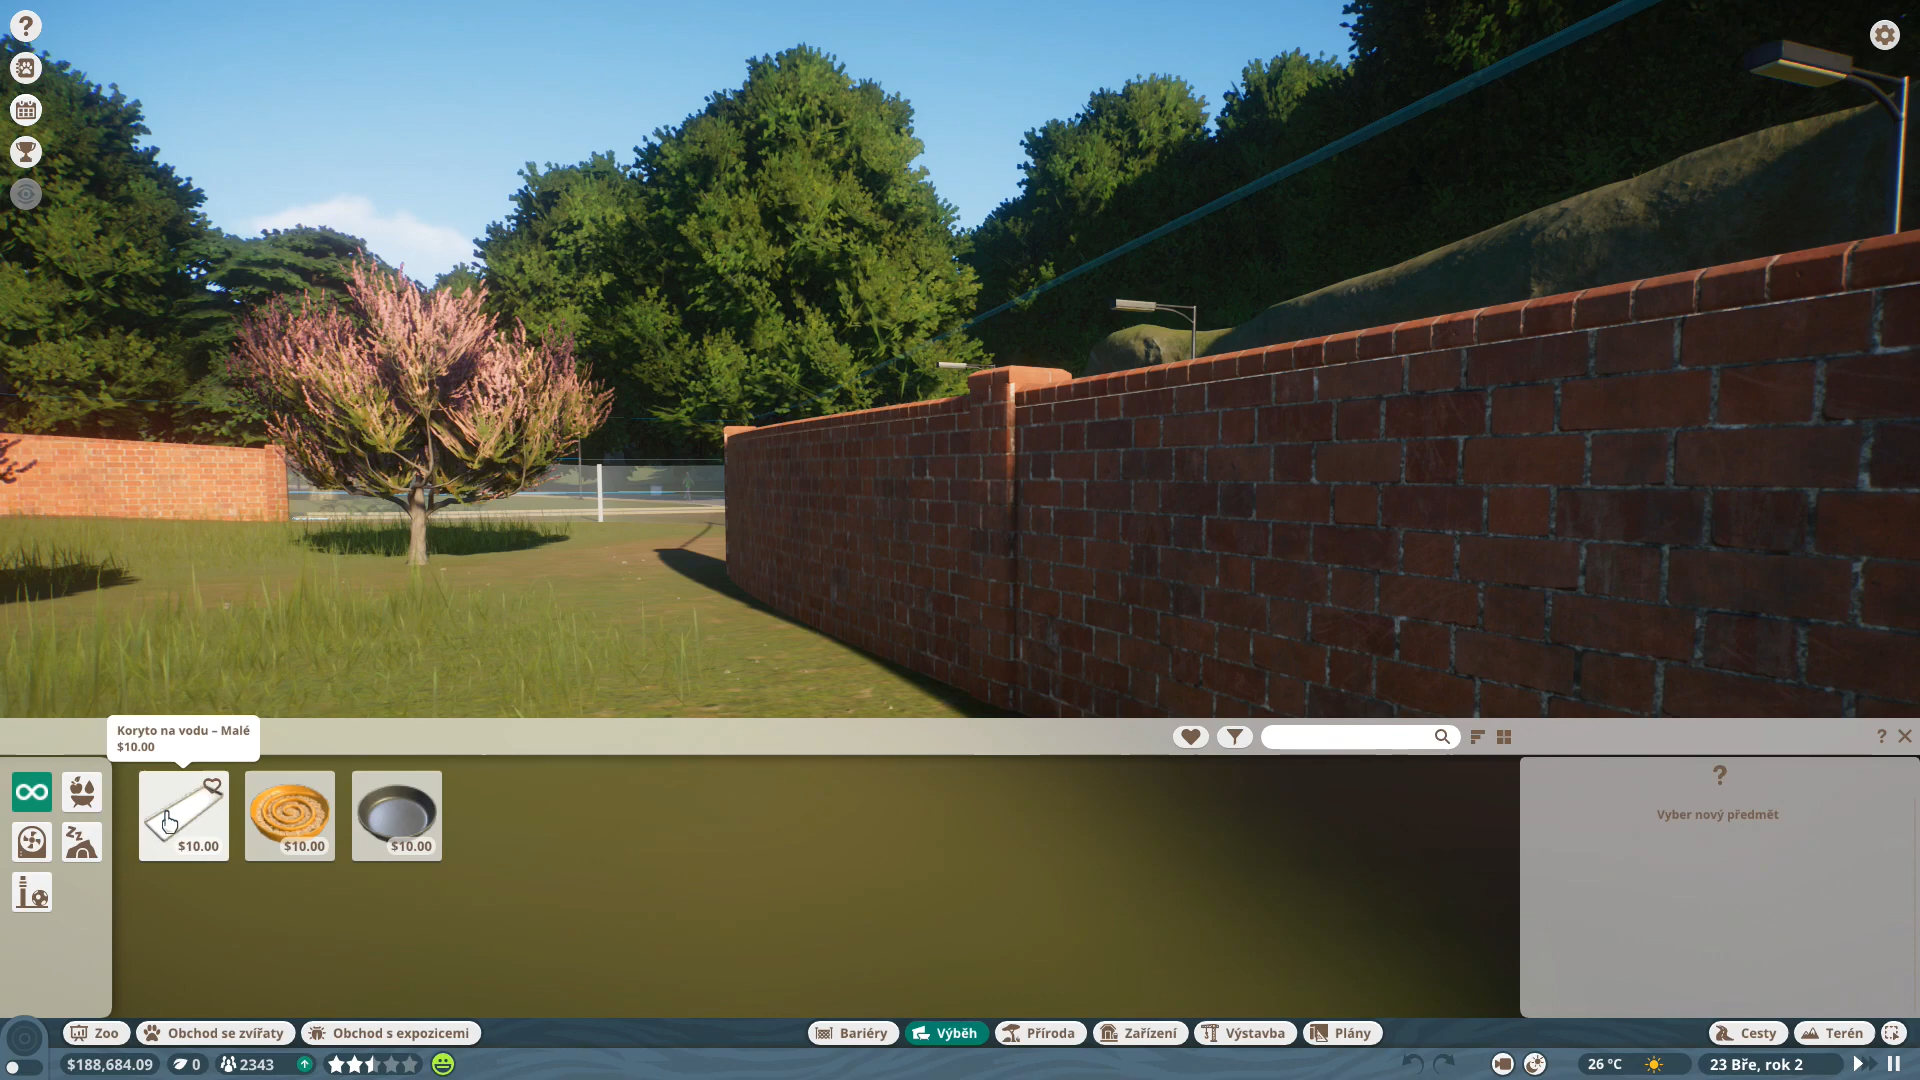 Koryto na vodu – Malé
$10.00
$10.00
$10.00
$10.00
?
Vyber nový předmět
Zoo
Obchod se zvířaty
Obchod s expozicemi
Bariéry
Výběh
Příroda
Zařízení
Výstavba
Plány
Cesty
Terén
$188,684.09
0
2343
26 °C
23 Bře, rok 2